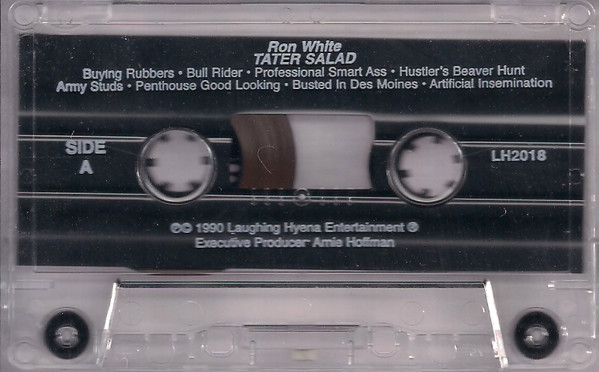 Ron White
TATER SALAD
Buying Rubbers • Bull Rider • Professional Smart Ass • Hustler's Beaver Hunt
Army Studs • Penthouse Good Looking • Busted In Des Moines • Artificial Insemination
SIDE
A
LH2018
℗© 1990 Laughing Hyena Entertainment ®
Executive Producer Arnie Hoffman